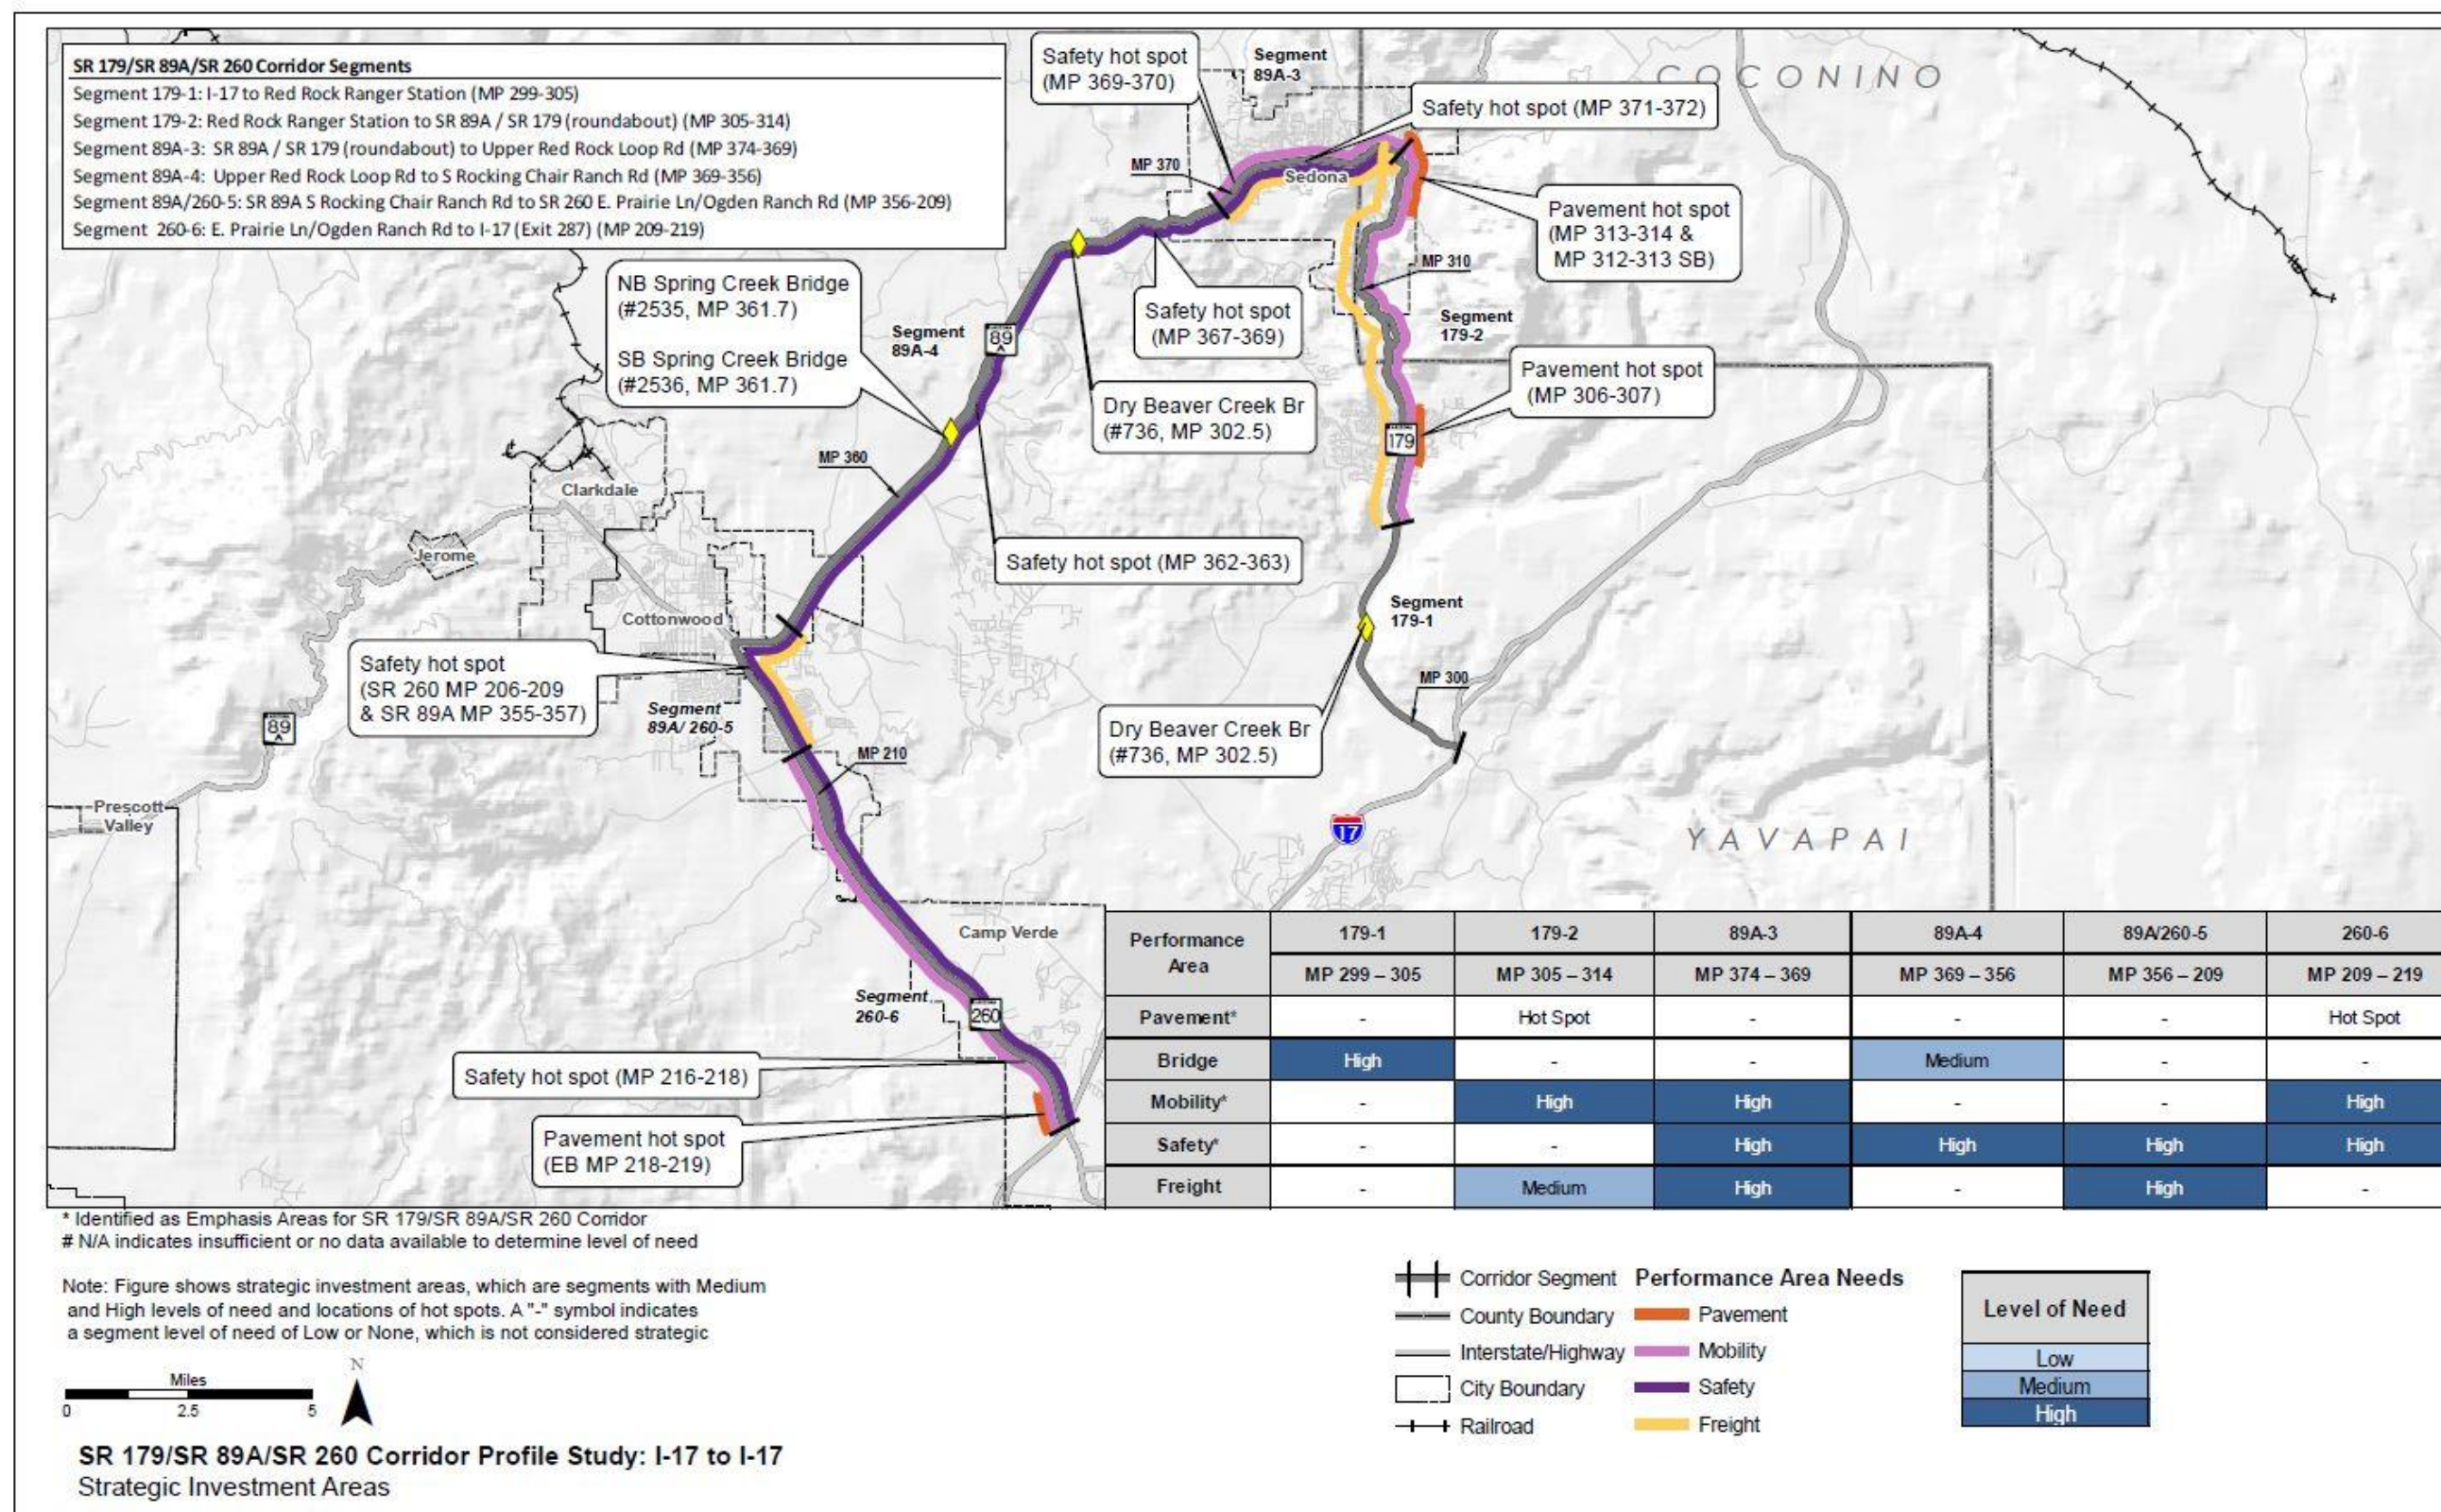 SR 179/SR 89A/SR 260 Corridor Segments
Segment 179-1: I-17 to Red Rock Ranger Station (MP 299-305)
Segment 179-2: Red Rock Ranger Station to SR 89A / SR 179 (roundabout) (MP 305-314)
Segment 89A-3: SR 89A / SR 179 (roundabout) to Upper Red Rock Loop Rd (MP 374-369)
Segment 89A-4: Upper Red Rock Loop Rd to S Rocking Chair Ranch Rd (MP 369-356)
Segment 89A/260-5: SR 89A S Rocking Chair Ranch Rd to SR 260 E. Prairie Ln/Ogden Ranch Rd (MP 356-209)
Segment 260-6: E. Prairie Ln/Ogden Ranch Rd to I-17 (Exit 287) (MP 209-219)
Safety hot spot
(MP 369-370)
Segment
89A-3
COCONINO
Safety hot spot (MP 371-372)
MP 370
Sedona
Pavement hot spot
(MP 313-314 &
MP 312-313 SB)
MP 310
NB Spring Creek Bridge
(#2535, MP 361.7)
SB Spring Creek Bridge
(#2536, MP 361.7)
Segment
89A-4
89
A
Safety hot spot
(MP 367-369)
Segment
179-2
Dry Beaver Creek Br
(#736, MP 302.5)
Pavement hot spot
(MP 306-307)
179
MP 360
Clarkdale
Jerome
Safety hot spot (MP 362-363)
Cottonwood
Segment
179-1
Safety hot spot
(SR 260 MP 206-209
& SR 89A MP 355-357)
Segment
89A/ 260-5
MP 300
89
A
Dry Beaver Creek Br
(#736, MP 302.5)
MP 210
Prescott
Valley
17
YAVAPAI
Camp Verde
Segment
260-6
260
Safety hot spot (MP 216-218)
Pavement hot spot
(EB MP 218-219)
Performance Area 179-1 179-2 89A-3 89A-4 89A/260-5 260-6
MP 299 – 305 MP 305 – 314 MP 374 – 369 MP 369 – 356 MP 356 – 209 MP 209 – 219
Pavement* - Hot Spot - - - Hot Spot
Bridge High - - Medium - -
Mobility* - High High - - High
Safety* - - High High High High
Freight - Medium High - High -
* Identified as Emphasis Areas for SR 179/SR 89A/SR 260 Corridor
# N/A indicates insufficient or no data available to determine level of need
Note: Figure shows strategic investment areas, which are segments with Medium
and High levels of need and locations of hot spots. A "-" symbol indicates
a segment level of need of Low or None, which is not considered strategic
Miles
0 2.5 5
N
Corridor Segment
County Boundary
Interstate/Highway
City Boundary
Railroad
Performance Area Needs
Pavement
Mobility
Safety
Freight
Level of Need
Low
Medium
High
SR 179/SR 89A/SR 260 Corridor Profile Study: I-17 to I-17
Strategic Investment Areas